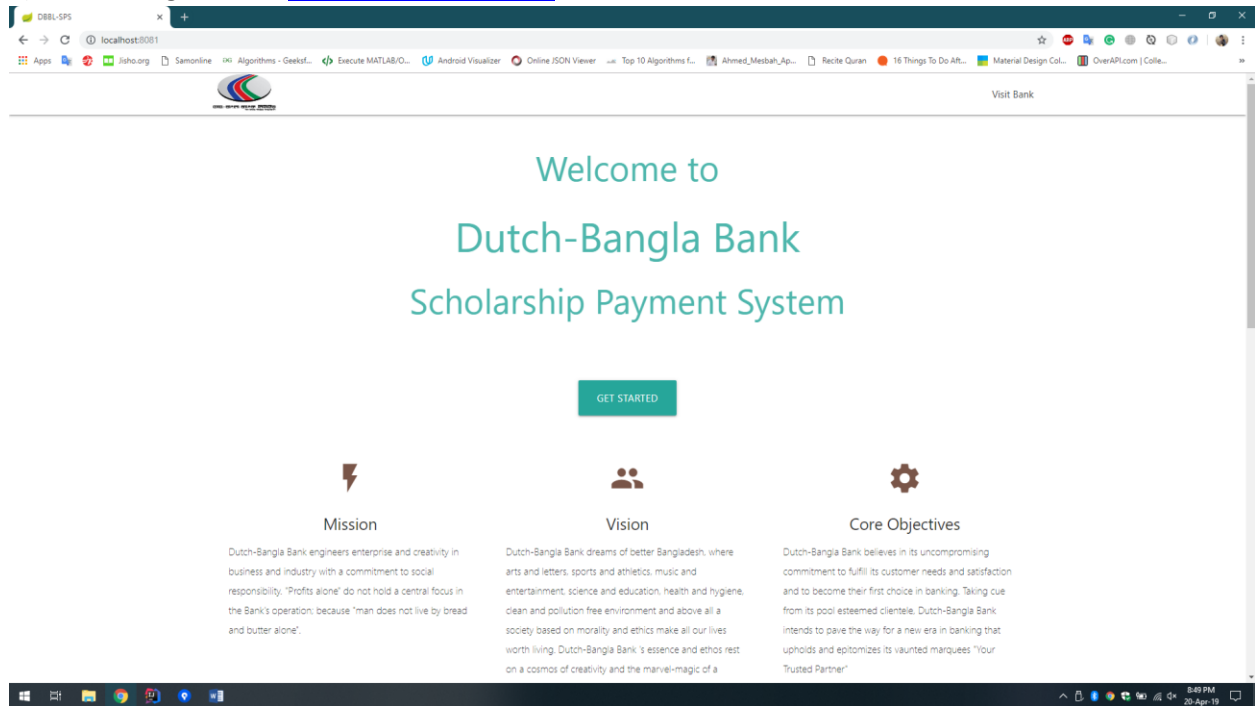 DBBL-SPS
localhost:8081
Apps
Jisho.org
Samonline
Algorithms - Geeksf...
Execute MATLAB/O...
Android Visualizer
Online JSON Viewer
Top 10 Algorithms f...
Ahmed_Mesbah_Ap...
Recite Quran
16 Things To Do Aft...
Material Design Col...
OverAPI.com | Colle...
Visit Bank
Welcome to
Dutch-Bangla Bank
Scholarship Payment System
GET STARTED
Mission
Dutch-Bangla Bank engineers enterprise and creativity in
business and industry with a commitment to social
responsibility. "Profits alone" do not hold a central focus in
the Bank's operation; because "man does not live by bread
and butter alone".
Vision
Dutch-Bangla Bank dreams of better Bangladesh, where
arts and letters, sports and athletics, music and
entertainment, science and education, health and hygiene,
clean and pollution free environment and above all a
society based on morality and ethics make all our lives
worth living. Dutch-Bangla Bank 's essence and ethos rest
on a cosmos of creativity and the marvel-magic of a
Core Objectives
Dutch-Bangla Bank believes in its uncompromising
commitment to fulfill its customer needs and satisfaction
and to become their first choice in banking. Taking cue
from its pool esteemed clientele, Dutch-Bangla Bank
intends to pave the way for a new era in banking that
upholds and epitomizes its vaunted marquees "Your
Trusted Partner"
8:49 PM
20-Apr-19